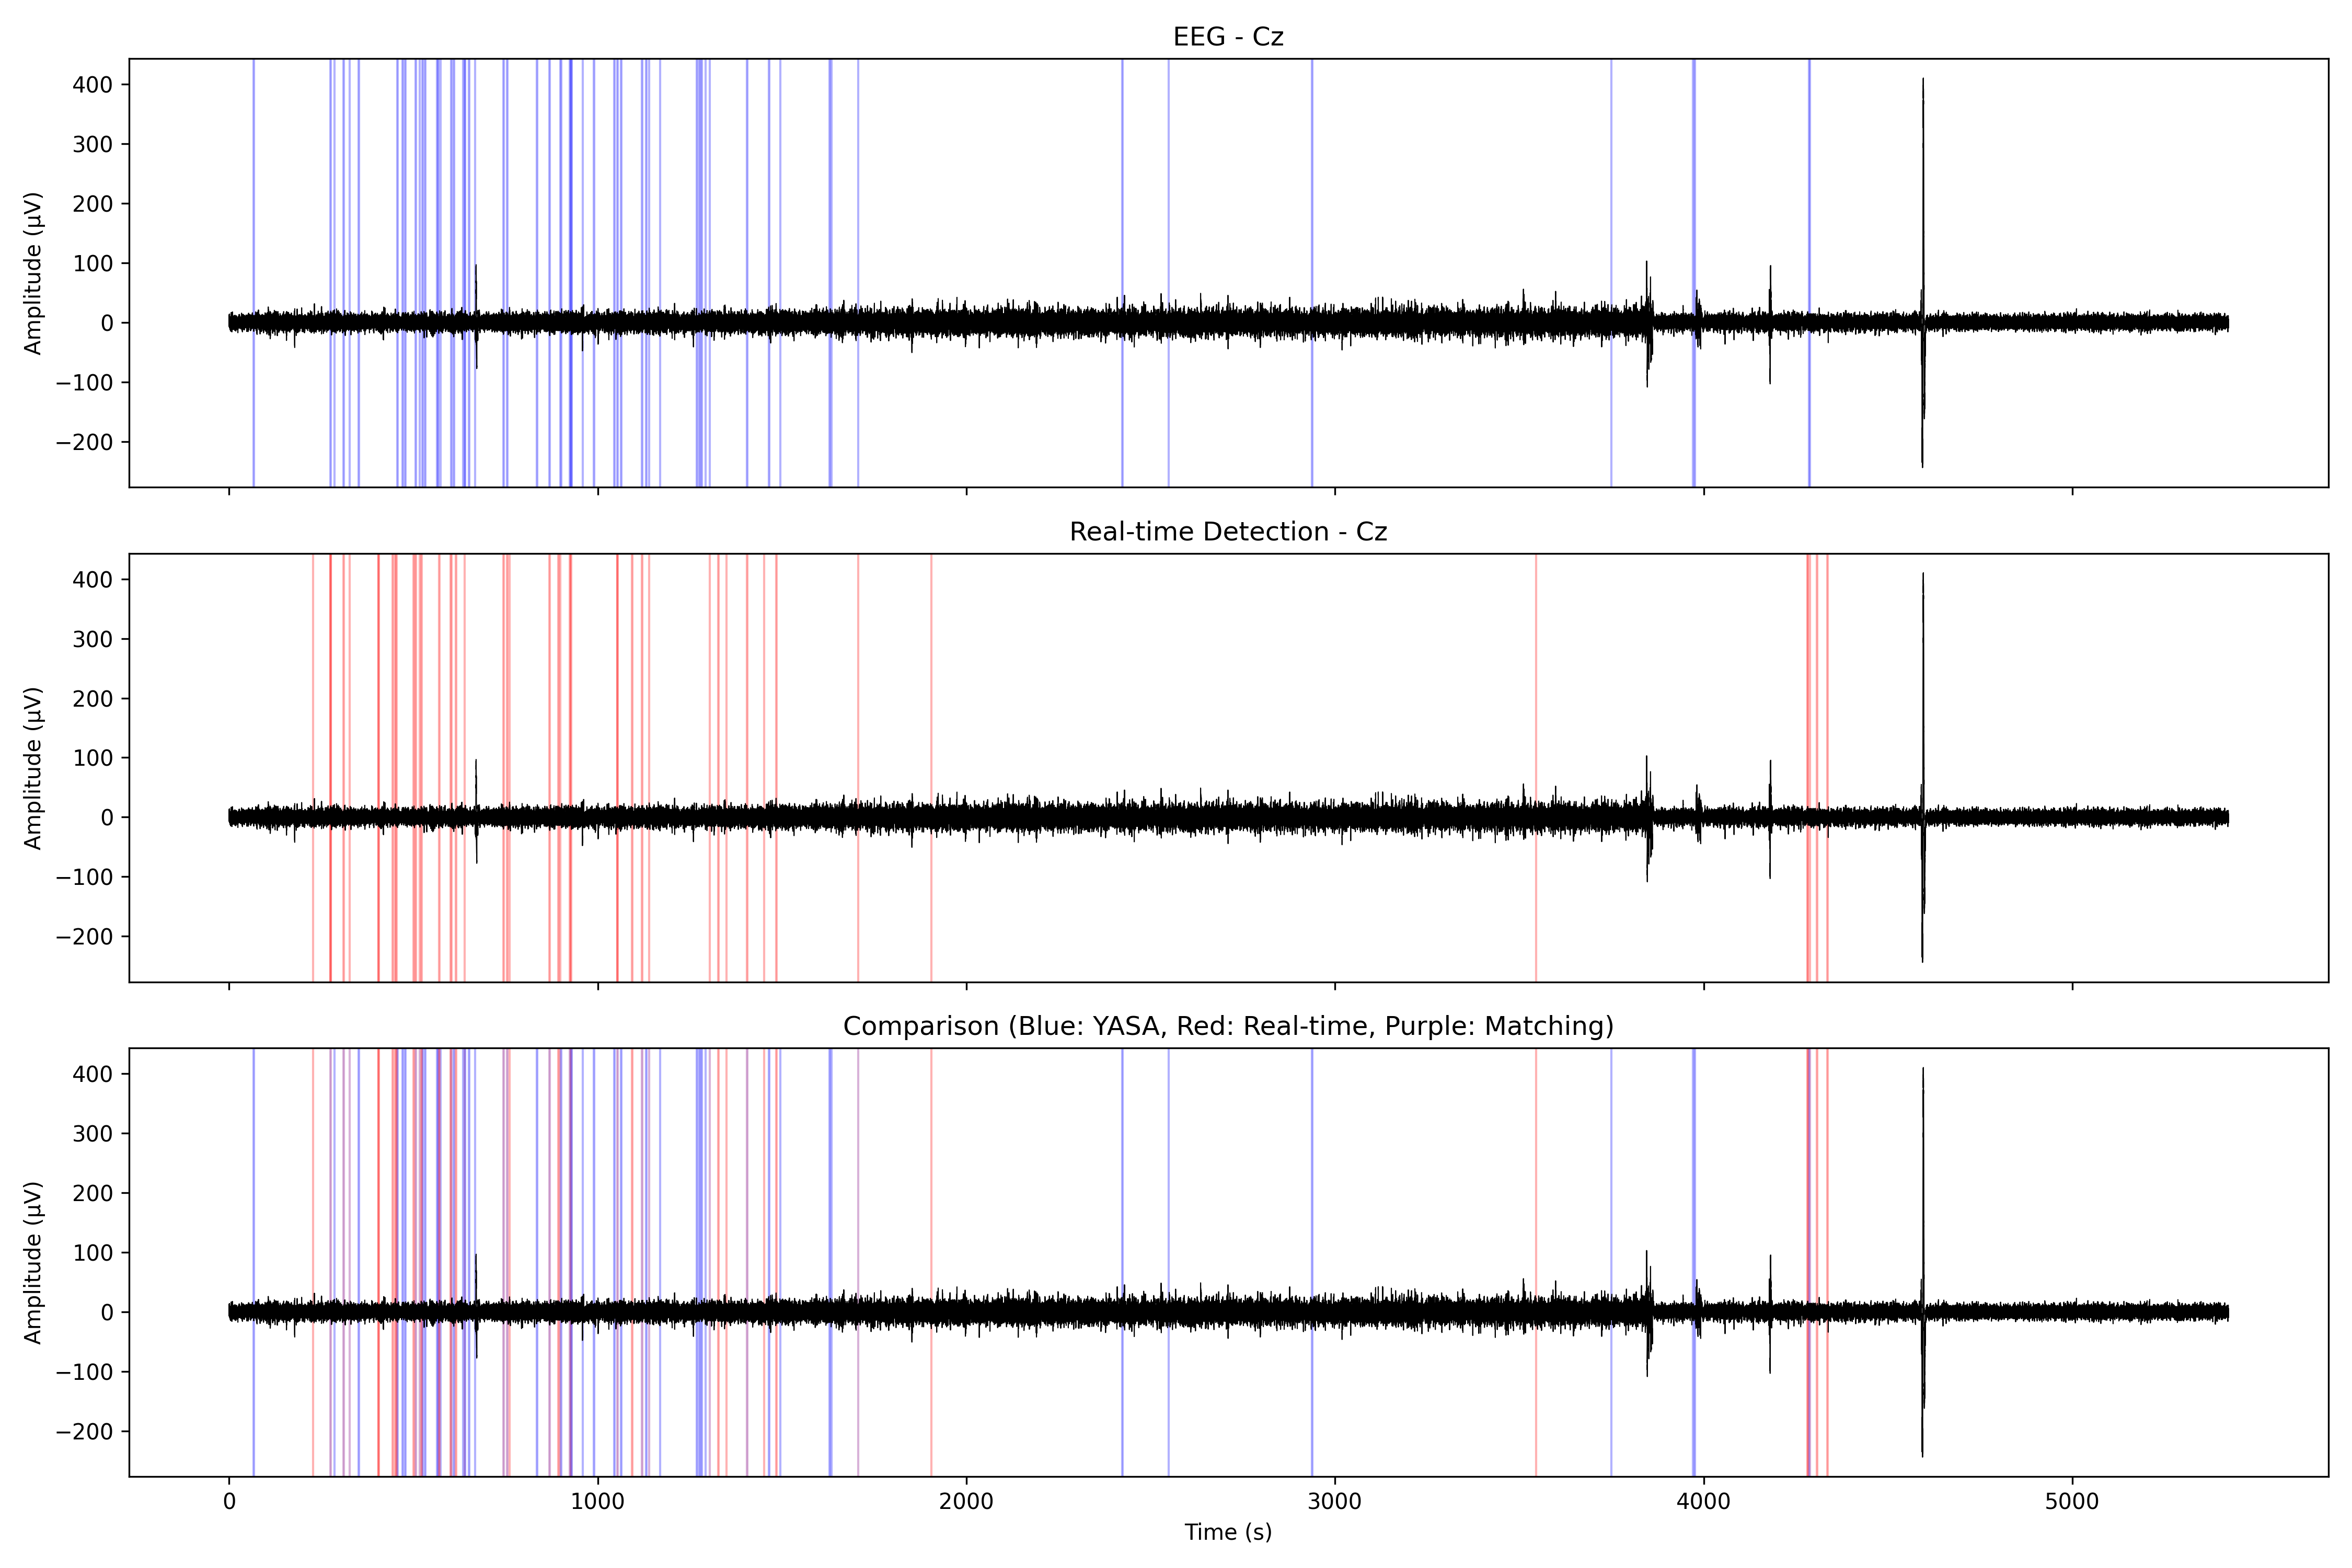 EEG - Cz
400
300
200
100
0
−100
−200
Amplitude (µV)
Real-time Detection - Cz
400
300
200
100
0
−100
−200
Amplitude (µV)
Comparison (Blue: YASA, Red: Real-time, Purple: Matching)
400
300
200
100
0
−100
−200
Amplitude (µV)
0 1000 2000 3000 4000 5000
Time (s)